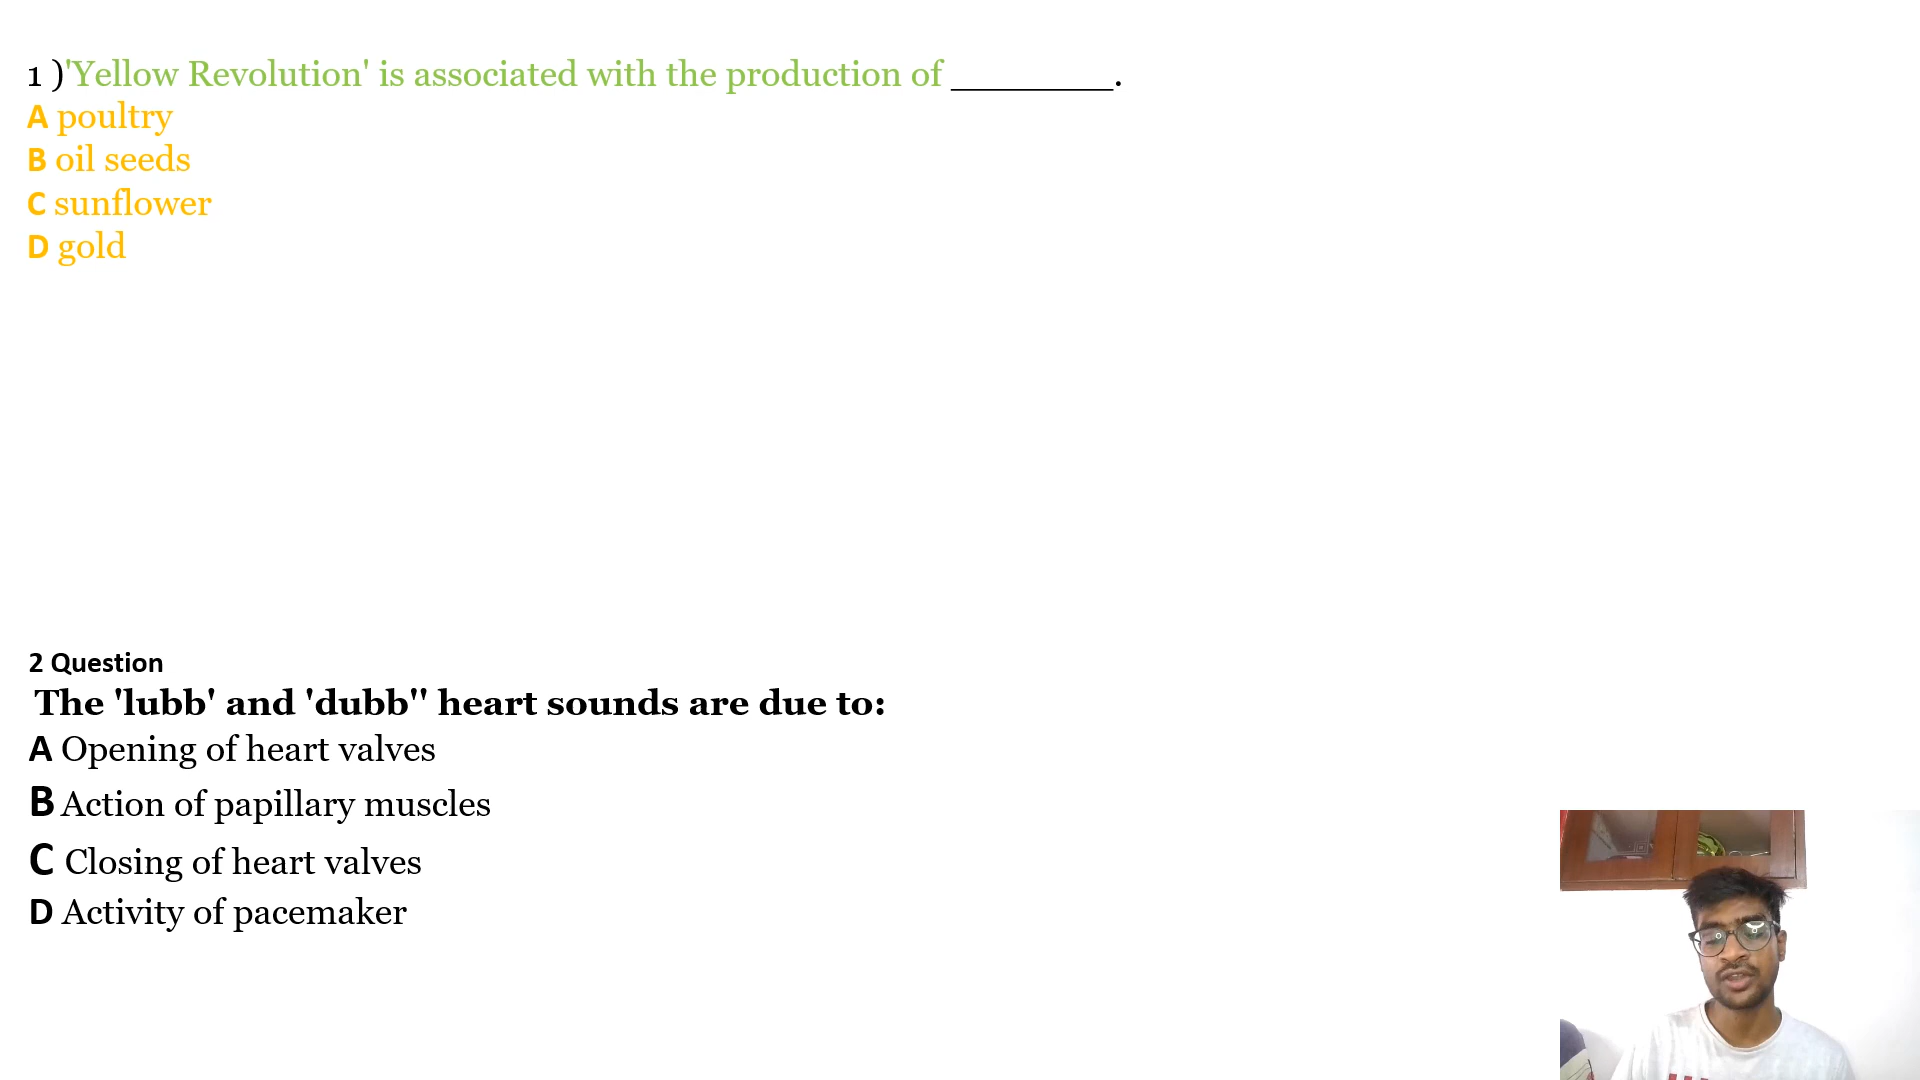 1 )'Yellow Revolution' is associated with the production of _________.
A poultry
B oil seeds
C sunflower
D gold
2 Question
The 'lubb' and 'dubb'' heart sounds are due to:
A Opening of heart valves
B Action of papillary muscles
C Closing of heart valves
D Activity of pacemaker